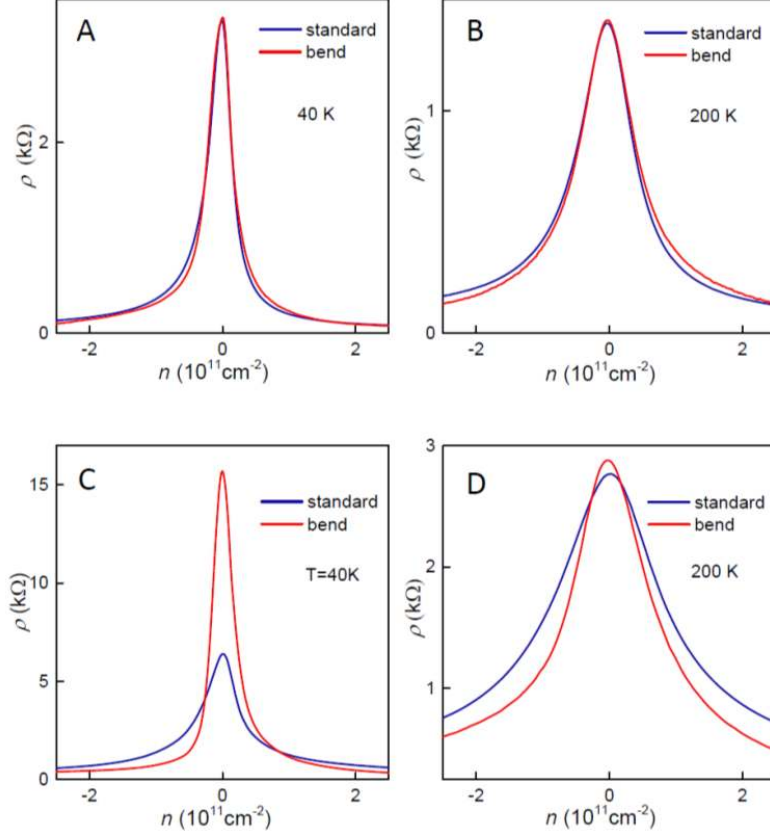 A
standard
bend
40 K
2
0
-2
0
2
ρ (kΩ)
n (10¹¹cm⁻²)
B
standard
bend
200 K
1
0
-2
0
2
ρ (kΩ)
n (10¹¹cm⁻²)
C
standard
bend
T=40K
15
10
5
0
-2
0
2
ρ (kΩ)
n (10¹¹cm⁻²)
D
standard
bend
200 K
3
2
1
-2
0
2
ρ (kΩ)
n (10¹¹cm⁻²)